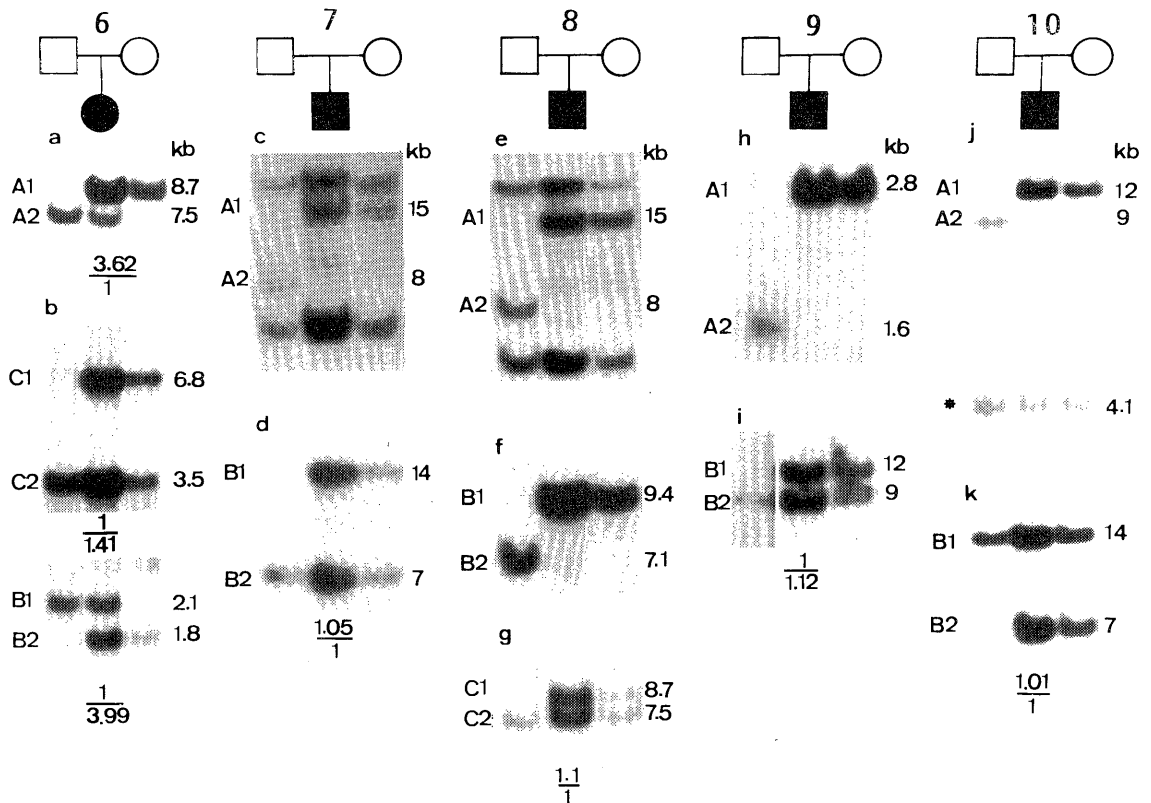 6
a
kb
A1 8.7
A2 7.5
3.62
1
b
C1 6.8
C2 3.5
1
1.41
B1 2.1
B2 1.8
1
3.99
7
c
kb
A1 15
A2 8
d
B1 14
B2 7
1.05
1
8
e
kb
A1 15
A2 8
f
B1 9.4
B2 7.1
g
C1 8.7
C2 7.5
1.1
1
9
h
kb
A1 2.8
A2 1.6
i
B1 12
B2 9
1
1.12
10
j
kb
A1 12
A2 9
* 4.1
k
B1 14
B2 7
1.01
1